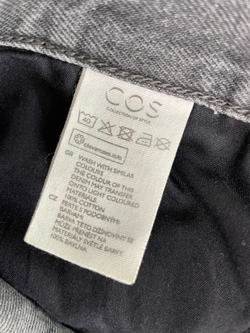 COS
COLLECTION OF STYLE
40
clevercare.info
GB WASH WITH SIMILAR
COLOURS
THE COLOUR OF THIS
DENIM MAY TRANSFER
ONTO LIGHT COLOURED
MATERIALS.
100% COTTON
CZ PERTE S PODOBNÝMI
BARVAMI
BARVA TÉTO DŽÍNOVINY SE
MŮŽE PŘENÉST NA
MATERIÁLY SVĚTLÉ BARVY.
100% BAVLNA